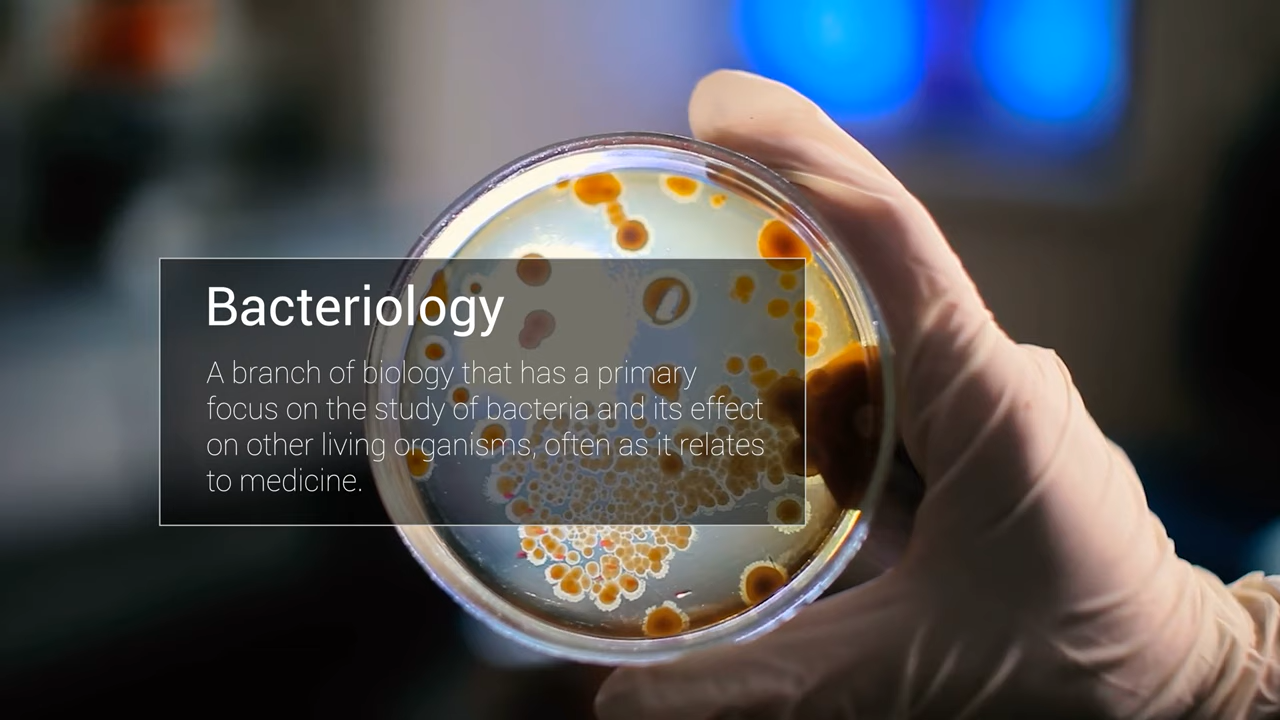 Bacteriology
A branch of biology that has a primary
focus on the study of bacteria and its effect
on other living organisms, often as it relates
to medicine.